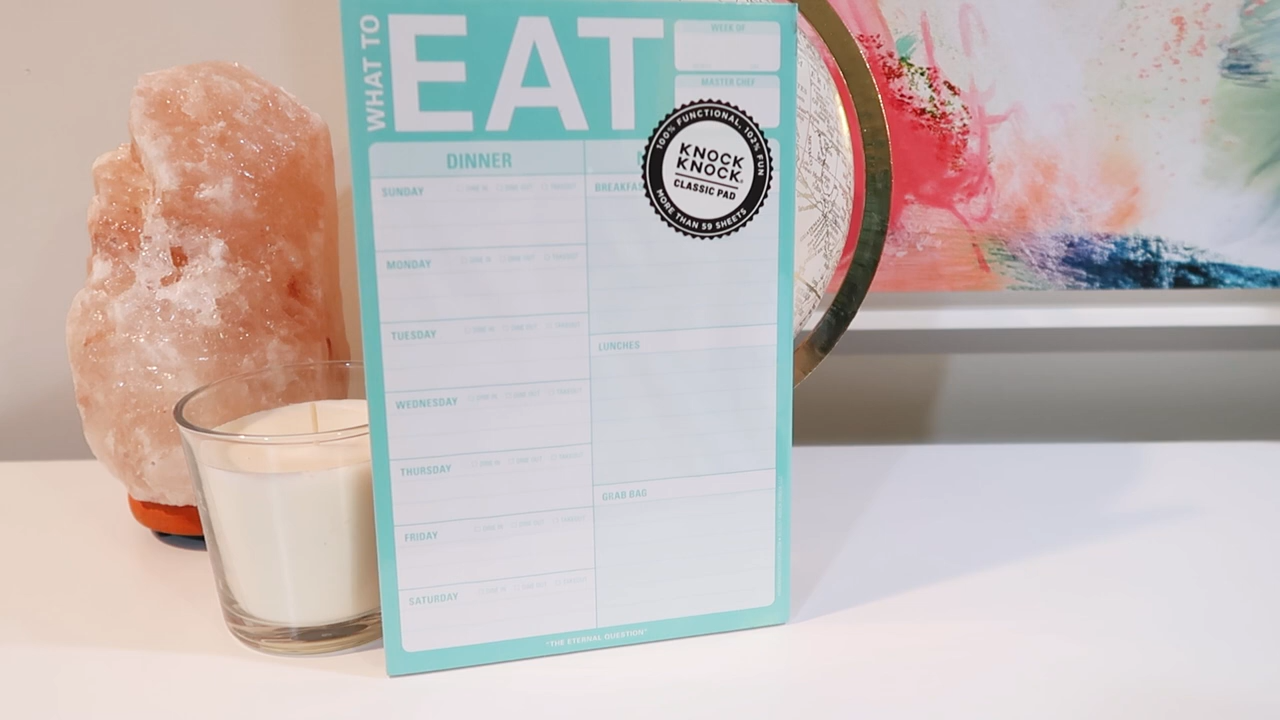 WHAT TO
EAT
WEEK OF
MASTER CHEF
100% FUNCTIONAL, 102% FUN
KNOCK
KNOCK.
CLASSIC PAD
MORE THAN 59 SHEETS
DINNER
SUNDAY
MONDAY
TUESDAY
WEDNESDAY
THURSDAY
FRIDAY
SATURDAY
LUNCHES
GRAB BAG
"THE ETERNAL QUESTION"